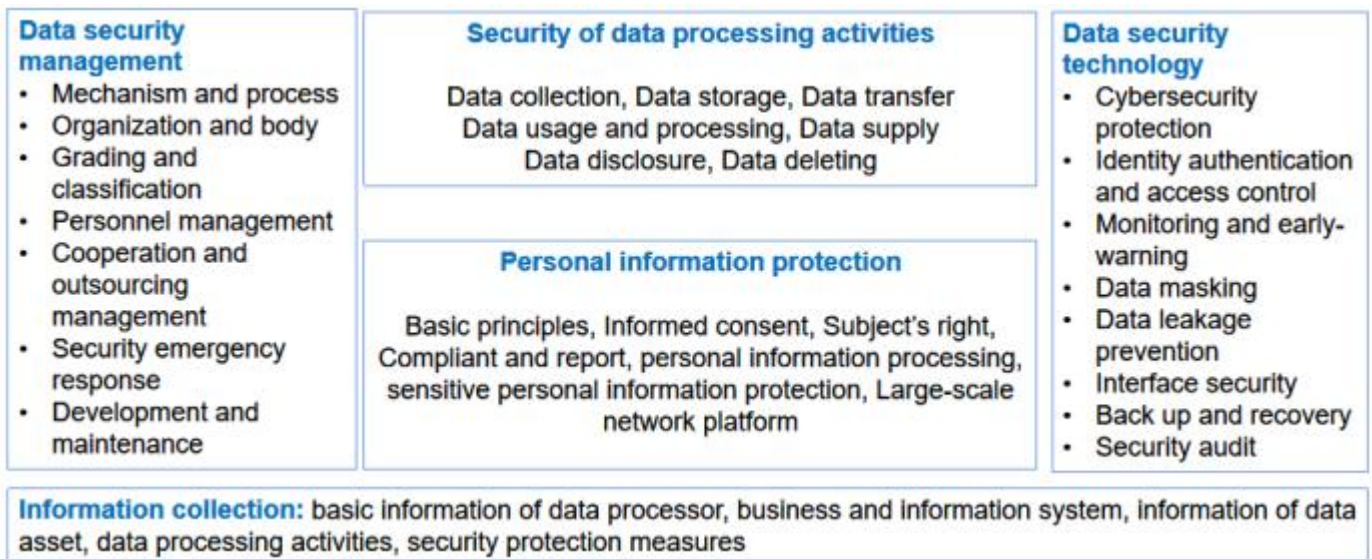 Data security
management
• Mechanism and process
• Organization and body
• Grading and
classification
• Personnel management
• Cooperation and
outsourcing
management
• Security emergency
response
• Development and
maintenance
Security of data processing activities
Data collection, Data storage, Data transfer
Data usage and processing, Data supply
Data disclosure, Data deleting
Personal information protection
Basic principles, Informed consent, Subject's right,
Compliant and report, personal information processing,
sensitive personal information protection, Large-scale
network platform
Data security
technology
• Cybersecurity
protection
• Identity authentication
and access control
• Monitoring and early-
warning
• Data masking
• Data leakage
prevention
• Interface security
• Back up and recovery
• Security audit
Information collection: basic information of data processor, business and information system, information of data
asset, data processing activities, security protection measures